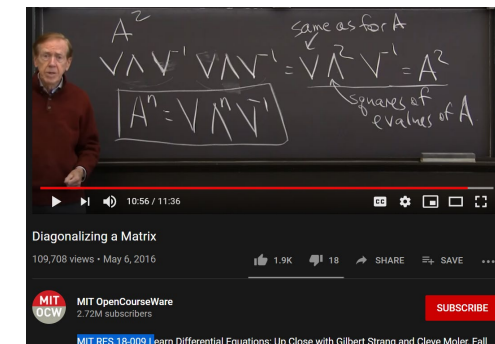 A²
same as for A
VΛV⁻¹ VΛV⁻¹ = VΛ²V⁻¹ = A²
squares of
evalues of A
Aⁿ = VΛⁿV⁻¹
10:56 / 11:36
CC
Diagonalizing a Matrix
109,708 views • May 6, 2016
1.9K 18 SHARE SAVE
MIT OCW
MIT OpenCourseWare
2.72M subscribers
SUBSCRIBE
MIT RES.18-009 Learn Differential Equations: Up Close with Gilbert Strang and Cleve Moler, Fall